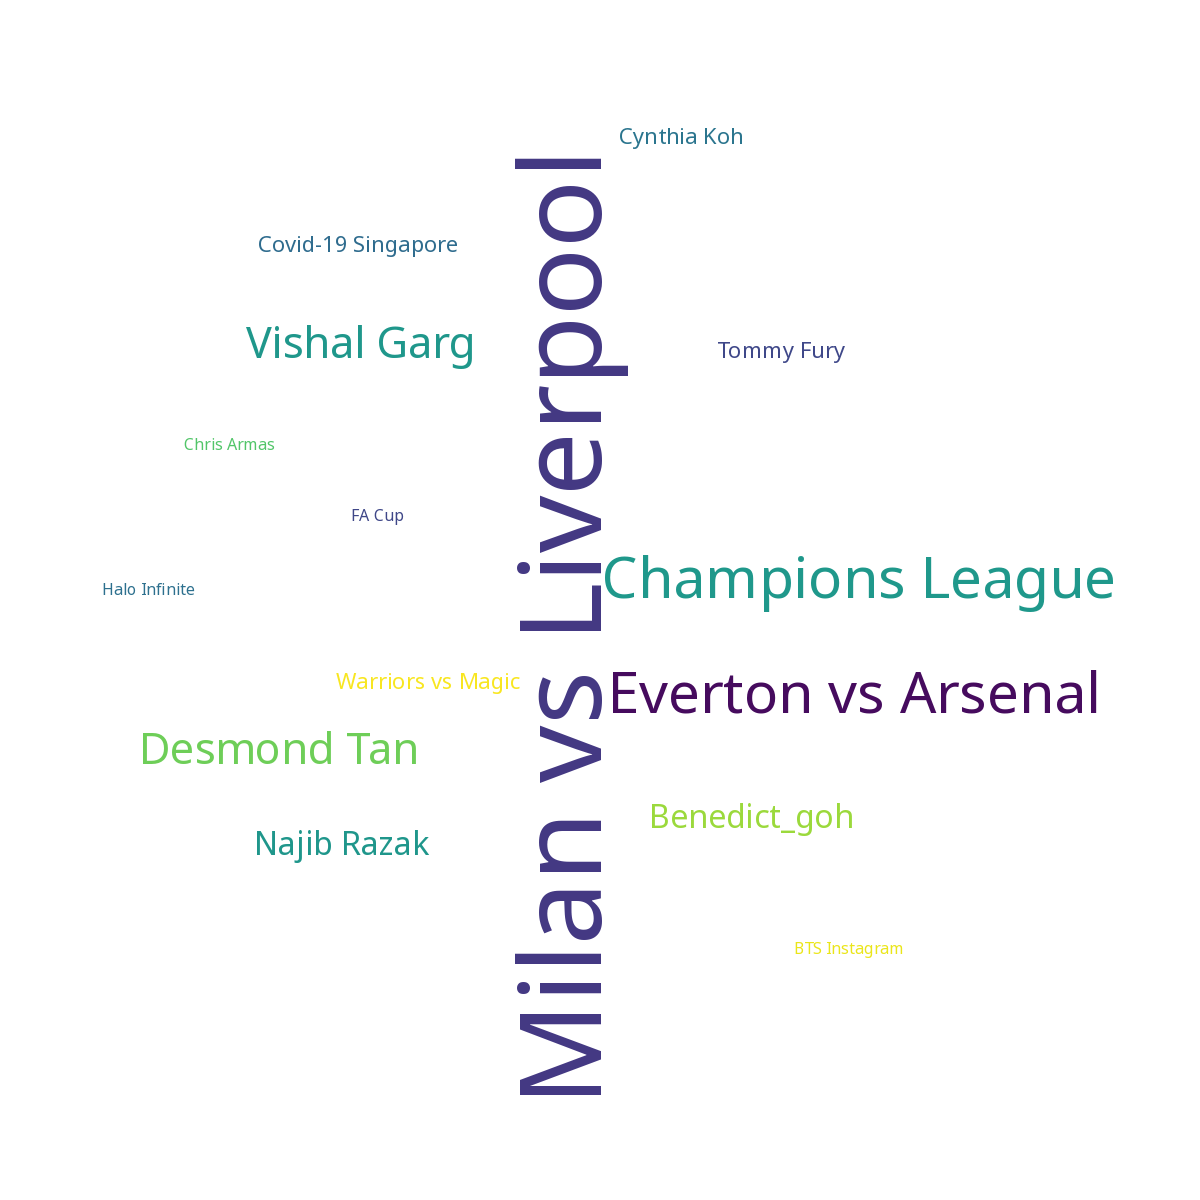 Cynthia Koh
Milan vs Liverpool
Covid-19 Singapore
Vishal Garg
Tommy Fury
Chris Armas
FA Cup
Champions League
Halo Infinite
Warriors vs Magic
Everton vs Arsenal
Desmond Tan
Benedict_goh
Najib Razak
BTS Instagram